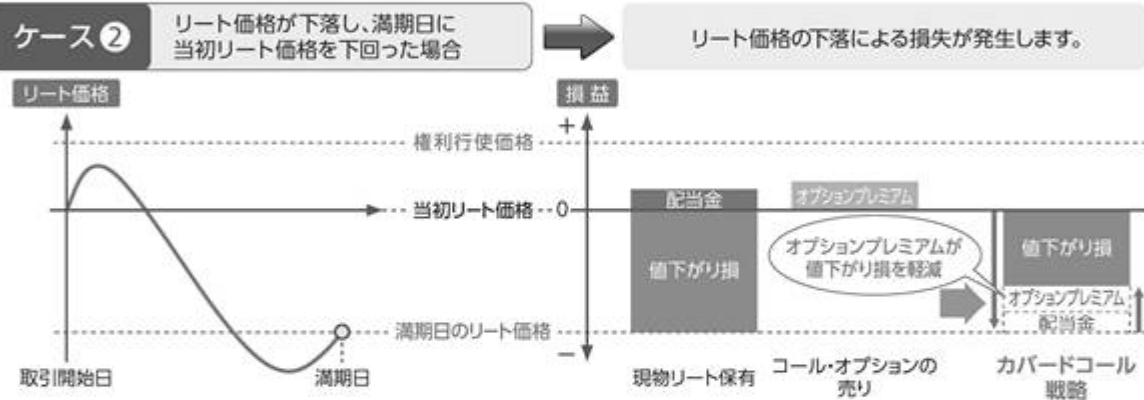 ケース❷
リート価格が下落し、満期日に
当初リート価格を下回った場合
リート価格の下落による損失が発生します。
リート価格
損益
+
権利行使価格
当初リート価格
0
満期日のリート価格
−
取引開始日
満期日
配当金
値下がり損
オプションプレミアム
オプションプレミアムが
値下がり損を軽減
値下がり損
オプションプレミアム
配当金
現物リート保有
コール・オプションの
売り
カバードコール
戦略